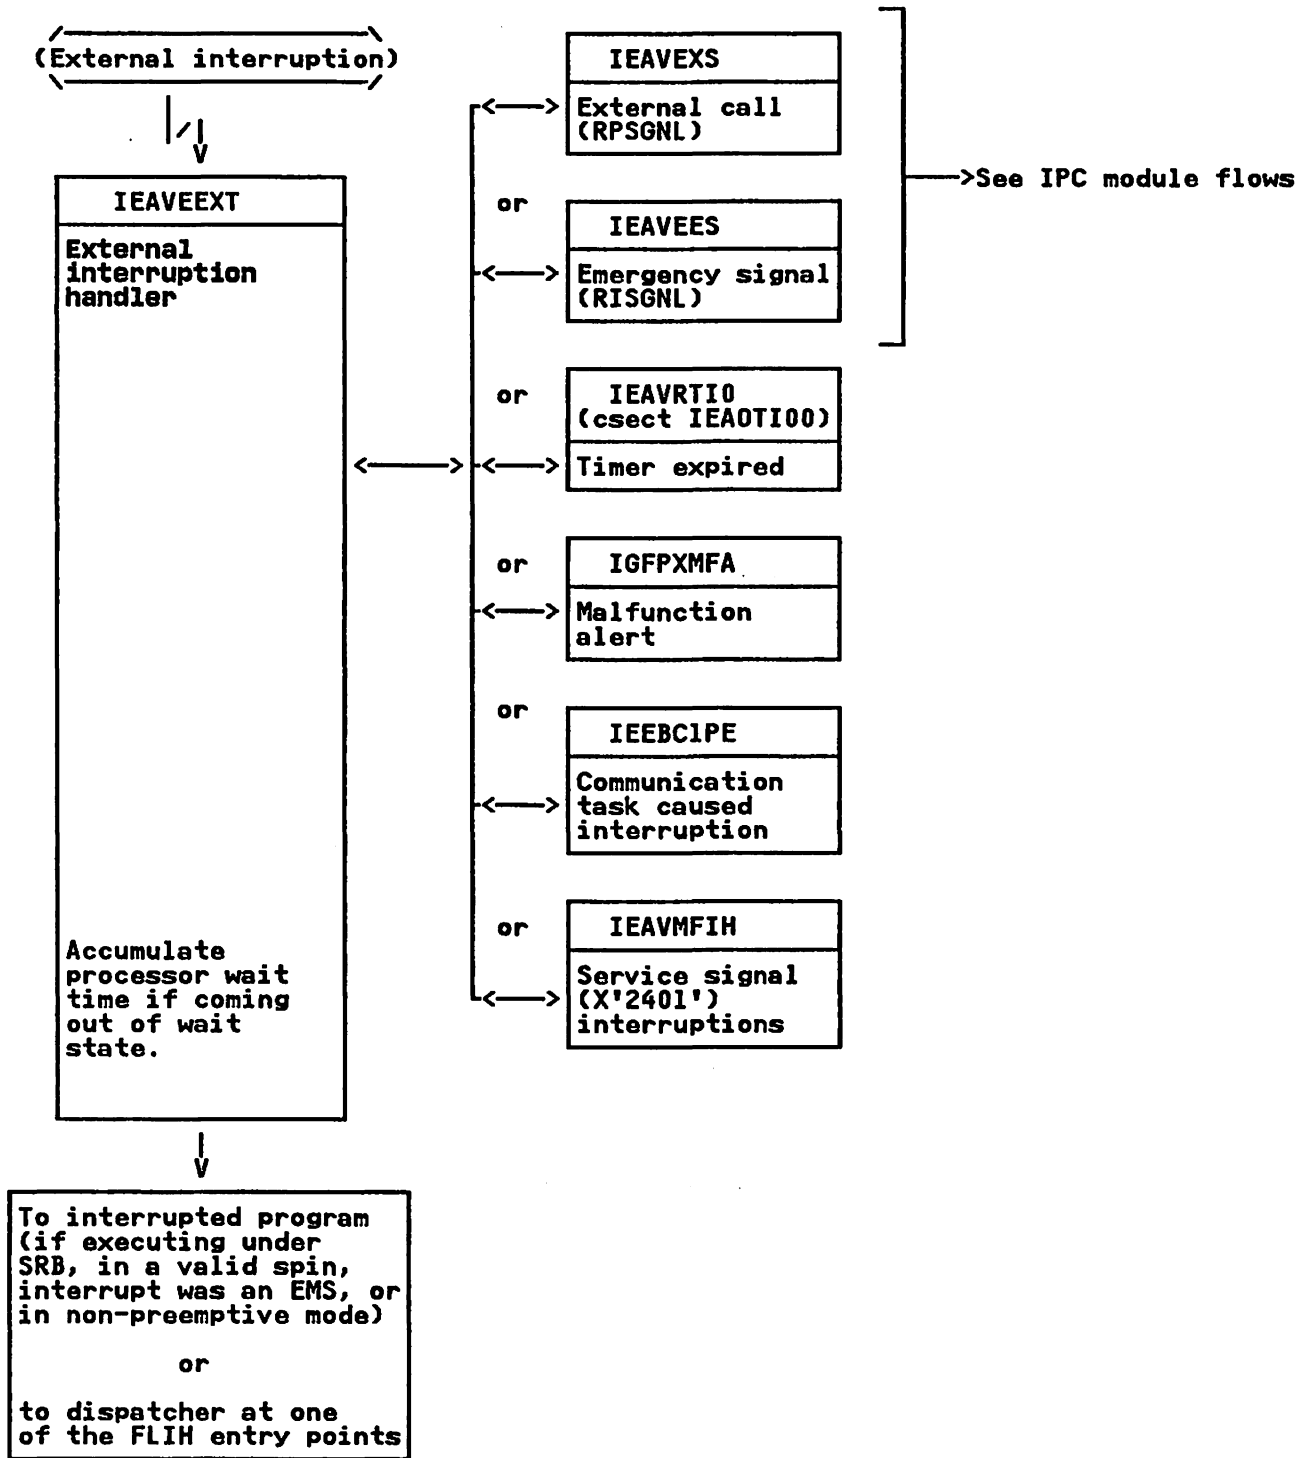 (External interruption)
IEAVEEXT
External
interruption
handler
Accumulate
processor wait
time if coming
out of wait
state.
To interrupted program
(if executing under
SRB, in a valid spin,
interrupt was an EMS, or
in non-preemptive mode)
or
to dispatcher at one
of the FLIH entry points
IEAVEXS
External call
(RPSGNL)
or
IEAVEES
Emergency signal
(RISGNL)
See IPC module flows
or
IEAVRTI0
(csect IEAOTI00)
Timer expired
or
IGFPXMFA
Malfunction
alert
or
IEEBC1PE
Communication
task caused
interruption
or
IEAVMFIH
Service signal
(X'2401')
interruptions